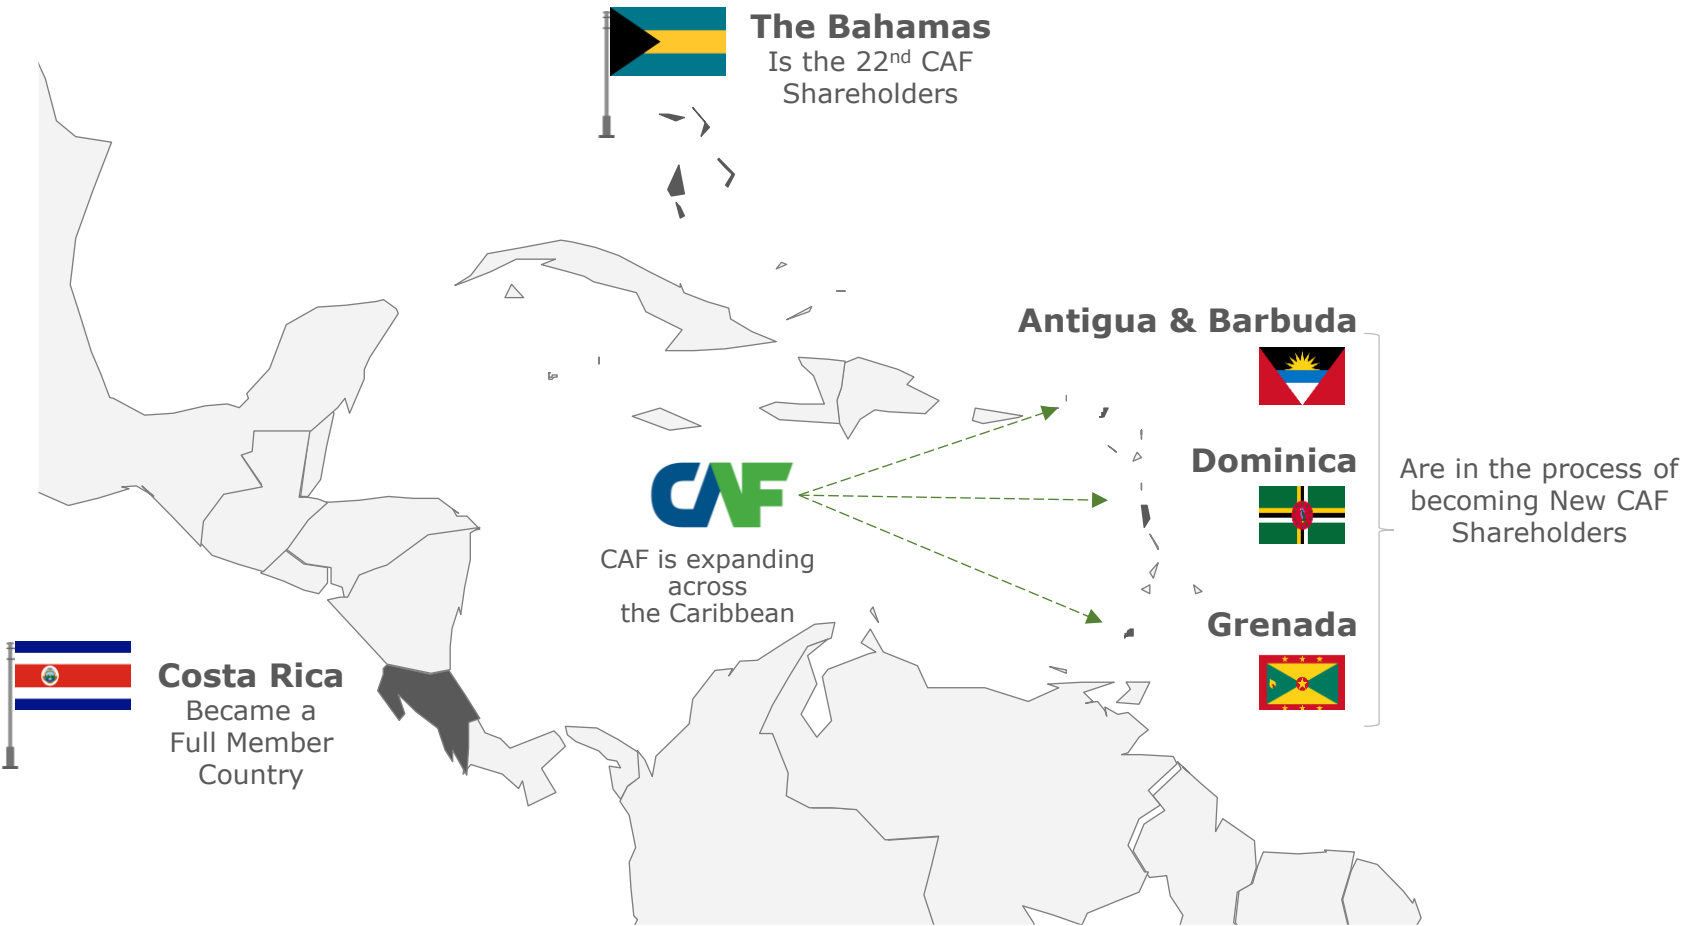 The Bahamas
Is the 22nd CAF
Shareholders
Antigua & Barbuda
Dominica
Are in the process of
becoming New CAF
Shareholders
CAF
CAF is expanding
across
the Caribbean
Grenada
Costa Rica
Became a
Full Member
Country